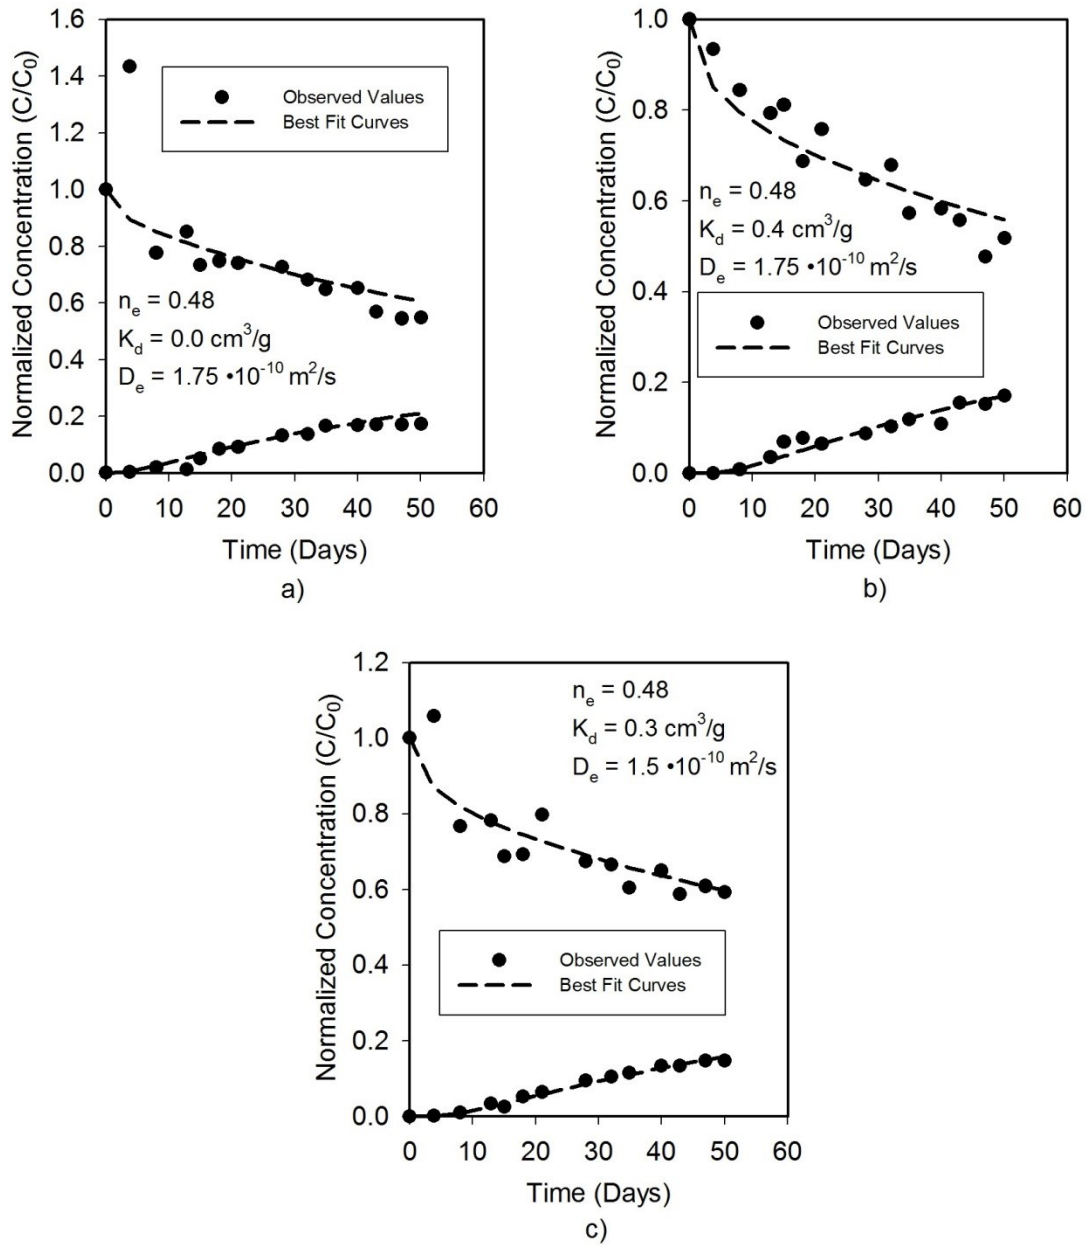 Normalized Concentration (C/C₀)
1.6
1.4
1.2
1.0
0.8
0.6
0.4
0.2
0.0
Observed Values
Best Fit Curves
nₑ = 0.48
K_d = 0.0 cm³/g
Dₑ = 1.75 •10⁻¹⁰ m²/s
0 10 20 30 40 50 60
Time (Days)
a)
Normalized Concentration (C/C₀)
1.0
0.8
0.6
0.4
0.2
0.0
nₑ = 0.48
K_d = 0.4 cm³/g
Dₑ = 1.75 •10⁻¹⁰ m²/s
Observed Values
Best Fit Curves
0 10 20 30 40 50 60
Time (Days)
b)
Normalized Concentration (C/C₀)
1.2
1.0
0.8
0.6
0.4
0.2
0.0
nₑ = 0.48
K_d = 0.3 cm³/g
Dₑ = 1.5 •10⁻¹⁰ m²/s
Observed Values
Best Fit Curves
0 10 20 30 40 50 60
Time (Days)
c)